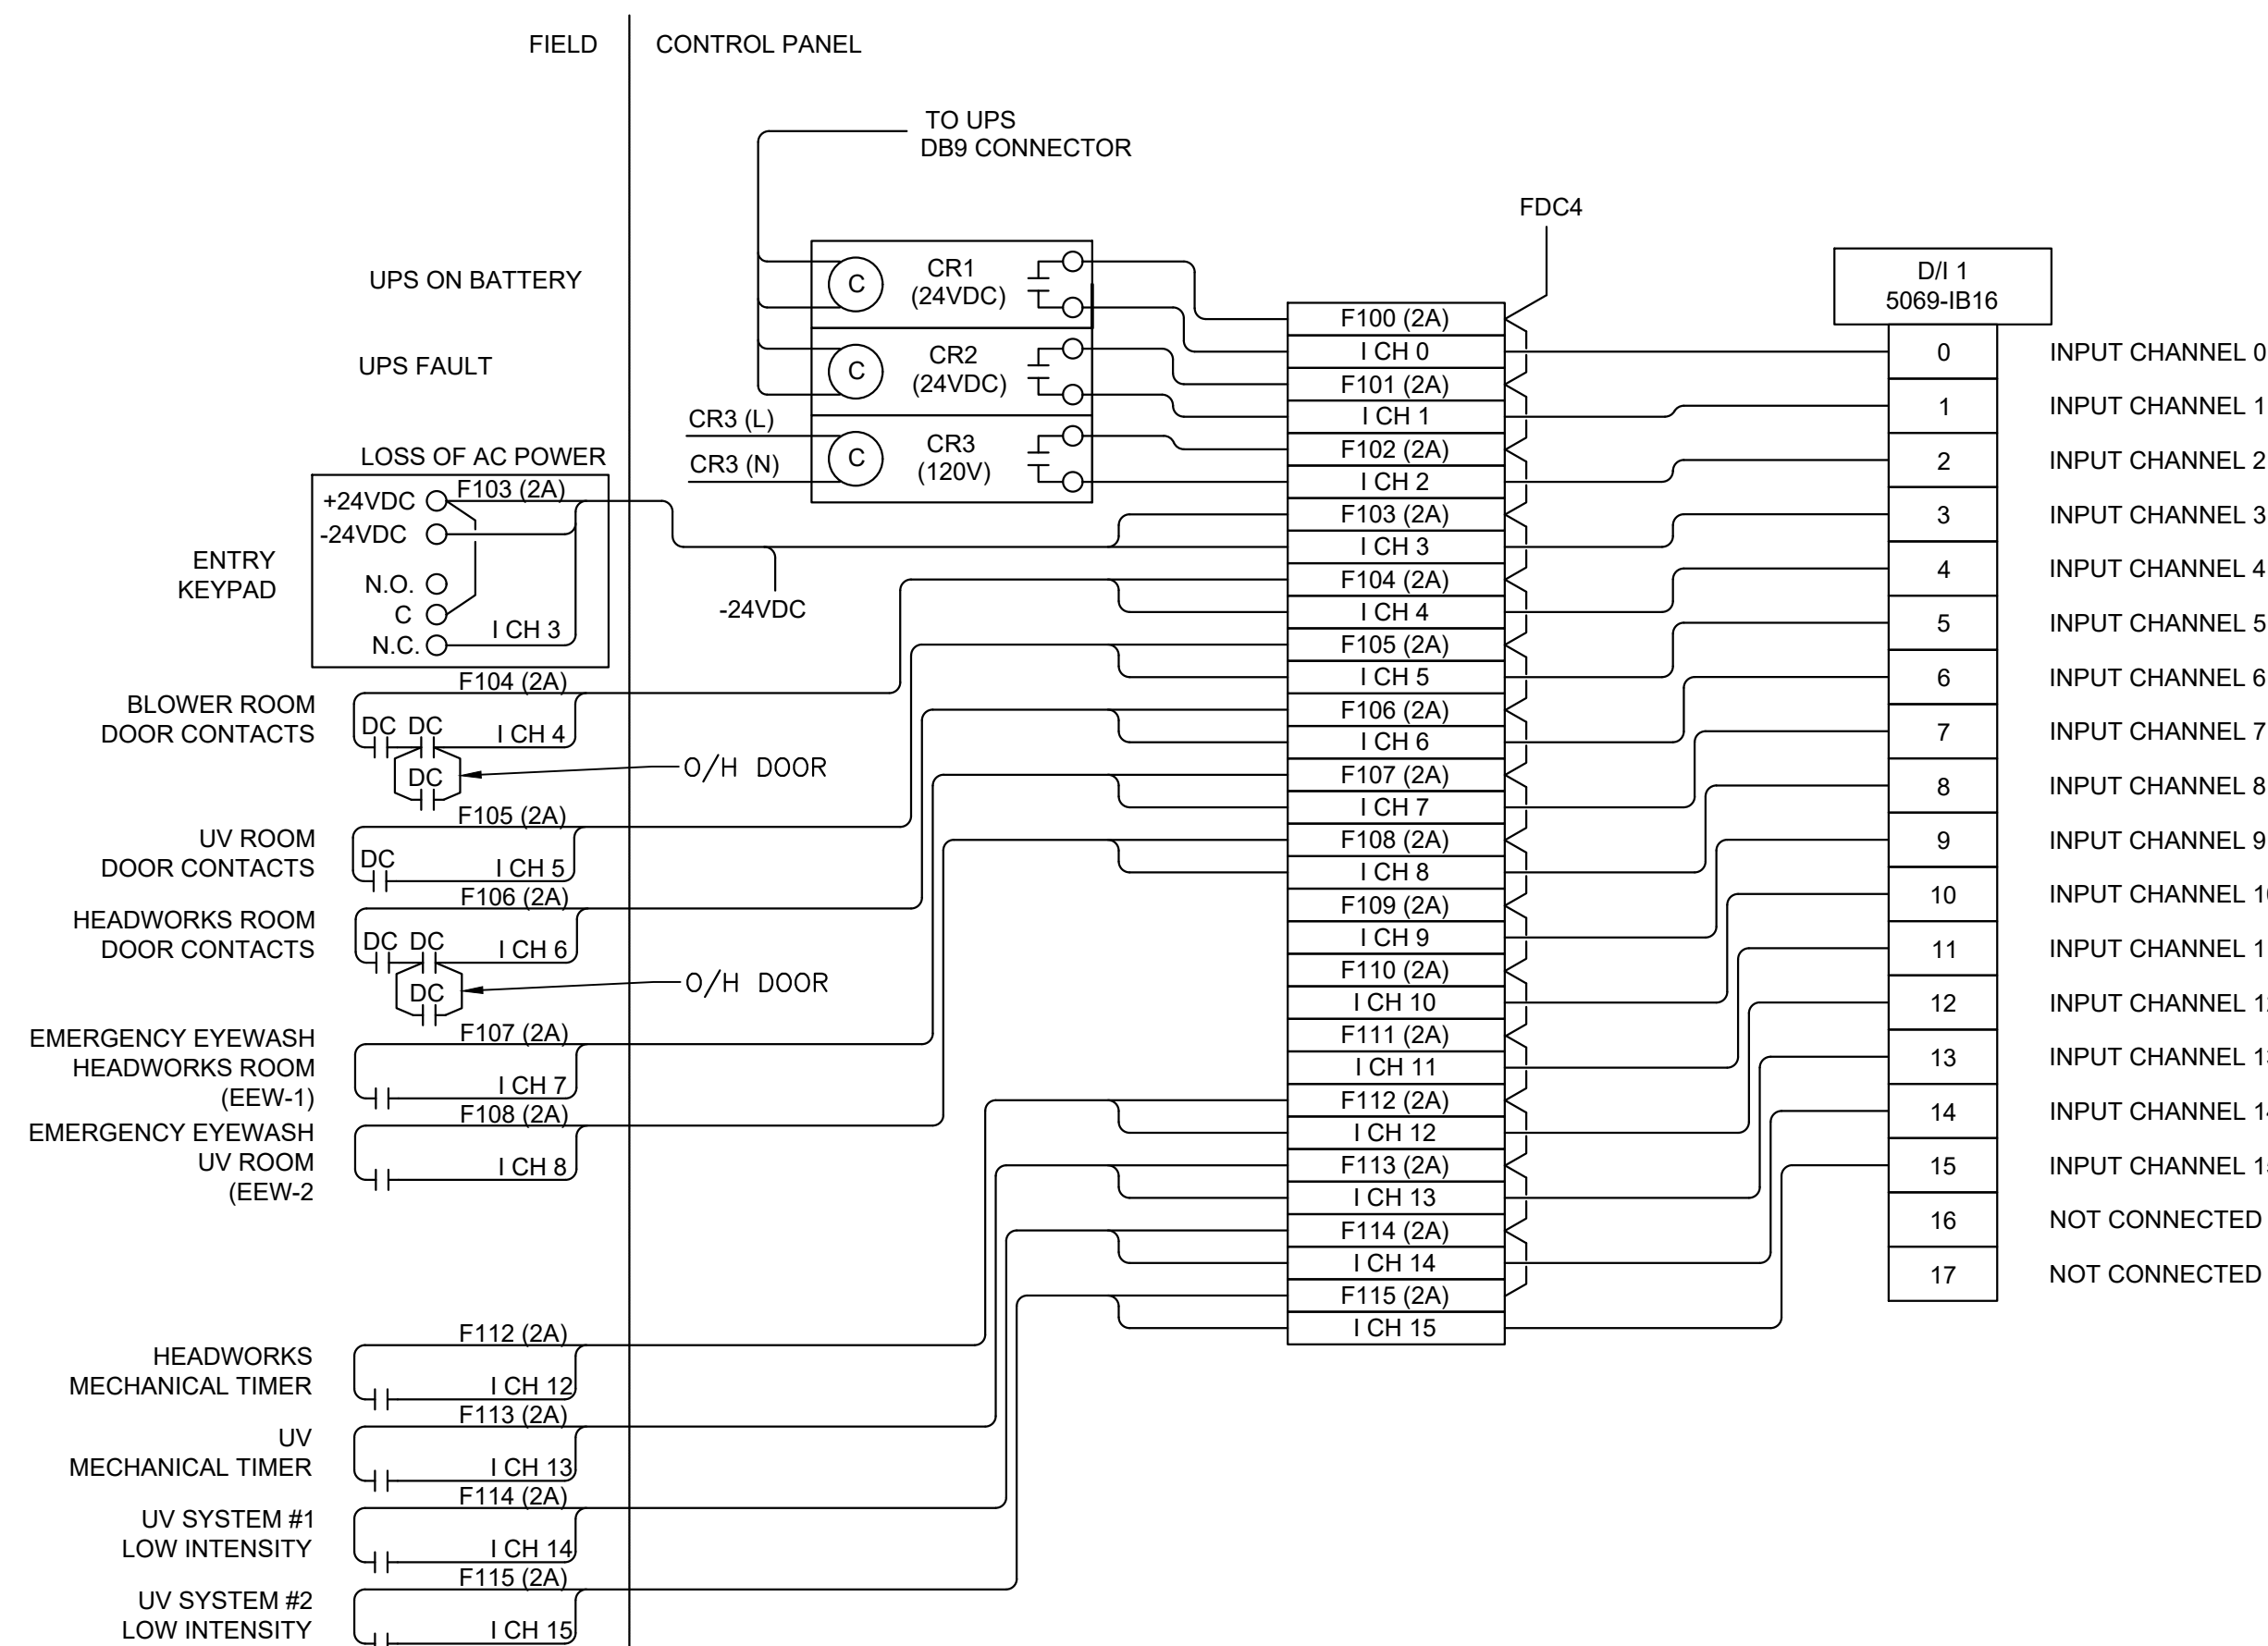 FIELD
CONTROL PANEL
TO UPS
DB9 CONNECTOR
FDC4
UPS ON BATTERY
UPS FAULT
C
CR1
(24VDC)
C
CR2
(24VDC)
CR3 (L)
CR3 (N)
C
CR3
(120V)
LOSS OF AC POWER
ENTRY
KEYPAD
+24VDC
F103 (2A)
-24VDC
N.O.
C
N.C.
I CH 3
-24VDC
BLOWER ROOM
DOOR CONTACTS
F104 (2A)
DC DC
I CH 4
DC
O/H DOOR
UV ROOM
DOOR CONTACTS
F105 (2A)
DC
I CH 5
HEADWORKS ROOM
DOOR CONTACTS
F106 (2A)
DC DC
I CH 6
DC
O/H DOOR
EMERGENCY EYEWASH
HEADWORKS ROOM
(EEW-1)
F107 (2A)
I CH 7
EMERGENCY EYEWASH
UV ROOM
(EEW-2
F108 (2A)
I CH 8
HEADWORKS
MECHANICAL TIMER
F112 (2A)
I CH 12
UV
MECHANICAL TIMER
F113 (2A)
I CH 13
UV SYSTEM #1
LOW INTENSITY
F114 (2A)
I CH 14
UV SYSTEM #2
LOW INTENSITY
F115 (2A)
I CH 15
F100 (2A)
I CH 0
F101 (2A)
I CH 1
F102 (2A)
I CH 2
F103 (2A)
I CH 3
F104 (2A)
I CH 4
F105 (2A)
I CH 5
F106 (2A)
I CH 6
F107 (2A)
I CH 7
F108 (2A)
I CH 8
F109 (2A)
I CH 9
F110 (2A)
I CH 10
F111 (2A)
I CH 11
F112 (2A)
I CH 12
F113 (2A)
I CH 13
F114 (2A)
I CH 14
F115 (2A)
I CH 15
D/I 1
5069-IB16
0 INPUT CHANNEL 0
1 INPUT CHANNEL 1
2 INPUT CHANNEL 2
3 INPUT CHANNEL 3
4 INPUT CHANNEL 4
5 INPUT CHANNEL 5
6 INPUT CHANNEL 6
7 INPUT CHANNEL 7
8 INPUT CHANNEL 8
9 INPUT CHANNEL 9
10 INPUT CHANNEL
11 INPUT CHANNEL
12 INPUT CHANNEL
13 INPUT CHANNEL
14 INPUT CHANNEL
15 INPUT CHANNEL
16 NOT CONNECTED
17 NOT CONNECTED